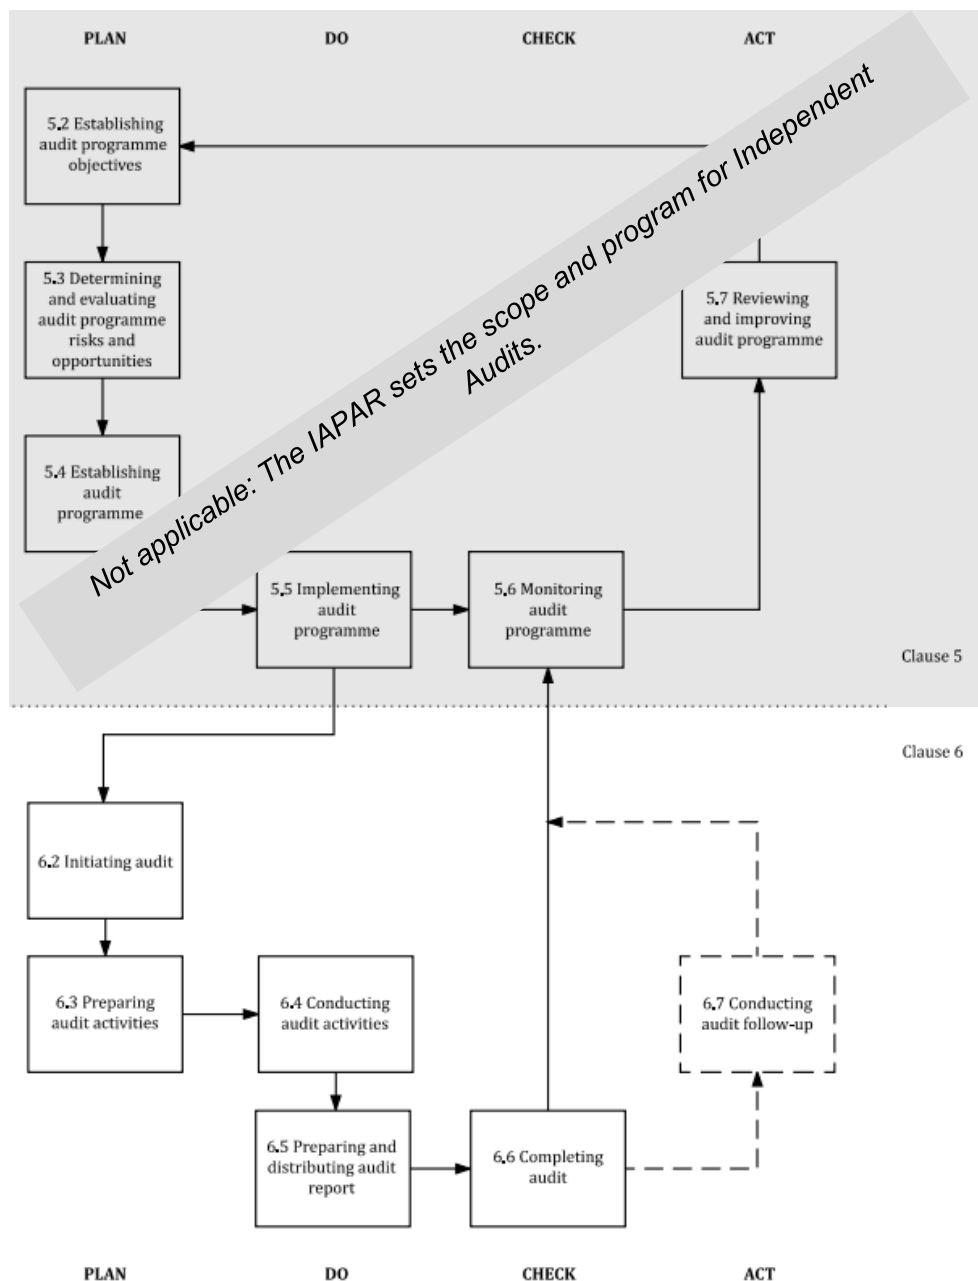 PLAN DO CHECK ACT
5.2 Establishing
audit programme
objectives
5.3 Determining
and evaluating
audit programme
risks and
opportunities
5.4 Establishing
audit
programme
Not applicable: The IAPAR sets the scope and program for Independent
Audits.
5.7 Reviewing
and improving
audit programme
5.5 Implementing
audit
programme
5.6 Monitoring
audit
programme
Clause 5
Clause 6
6.2 Initiating audit
6.3 Preparing
audit activities
6.4 Conducting
audit activities
6.7 Conducting
audit follow-up
6.5 Preparing and
distributing audit
report
6.6 Completing
audit
PLAN DO CHECK ACT